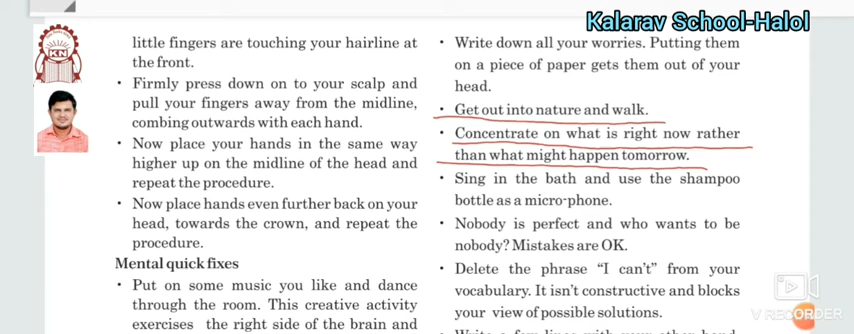 Kalarav School-Halol
KN
little fingers are touching your hairline at
the front.
• Firmly press down on to your scalp and
pull your fingers away from the midline,
combing outwards with each hand.
• Now place your hands in the same way
higher up on the midline of the head and
repeat the procedure.
• Now place hands even further back on your
head, towards the crown, and repeat the
procedure.
Mental quick fixes
• Put on some music you like and dance
through the room. This creative activity
exercises the right side of the brain and
• Write down all your worries. Putting them
on a piece of paper gets them out of your
head.
• Get out into nature and walk.
• Concentrate on what is right now rather
than what might happen tomorrow.
• Sing in the bath and use the shampoo
bottle as a micro-phone.
• Nobody is perfect and who wants to be
nobody? Mistakes are OK.
• Delete the phrase “I can’t” from your
vocabulary. It isn’t constructive and blocks
your view of possible solutions.
• Write a few lines with your other hand,
V RECORDER